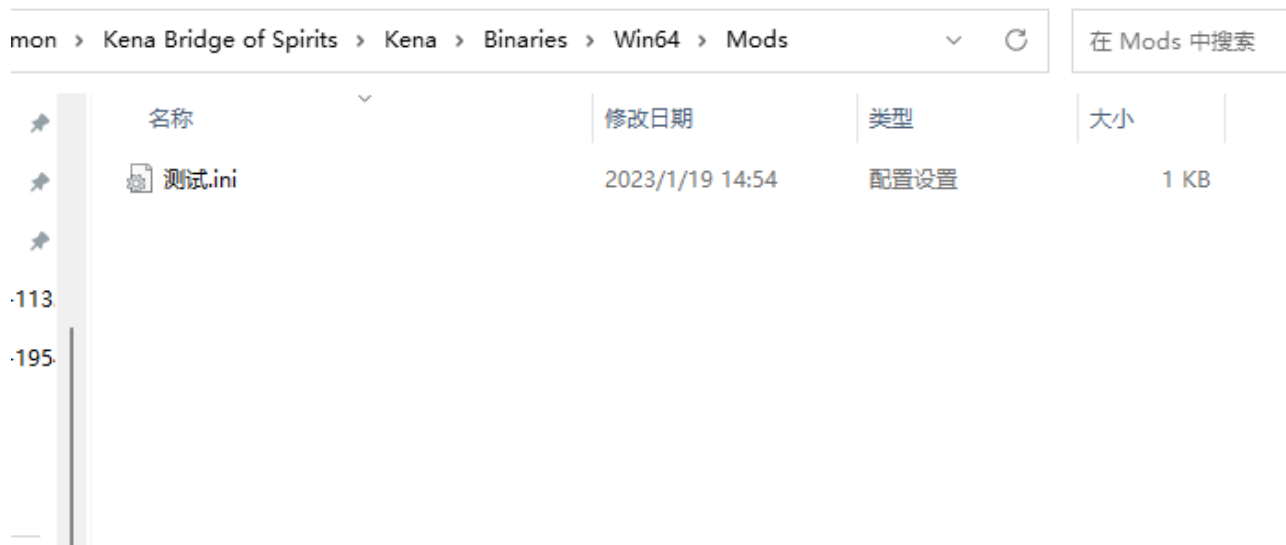 mon > Kena Bridge of Spirits > Kena > Binaries > Win64 > Mods 在 Mods 中搜索
名称 修改日期 类型 大小
测试.ini 2023/1/19 14:54 配置设置 1 KB
-113
-195